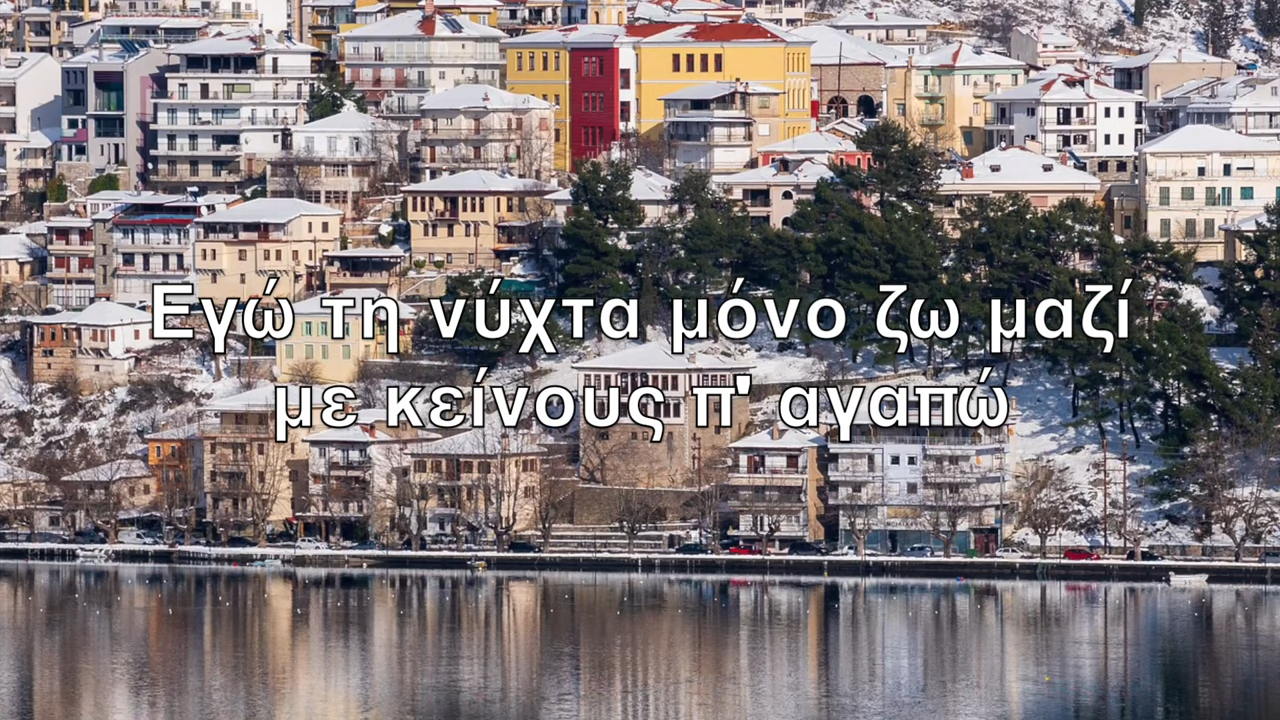 Εγώ τη νύχτα μόνο ζω μαζί
με κείνους π' αγαπώ